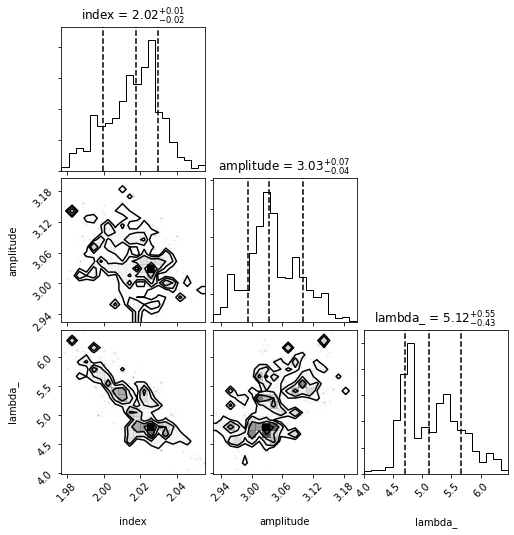 index = 2.02+0.01 −0.02
amplitude = 3.03+0.07 −0.04
amplitude
3.18
3.12
3.06
3.00
2.94
lambda_ = 5.12+0.55 −0.43
lambda_
6.0
5.5
5.0
4.5
4.0
1.98 2.00 2.02 2.04 2.94 3.00 3.06 3.12 3.18 4.0 4.5 5.0 5.5 6.0
index amplitude lambda_